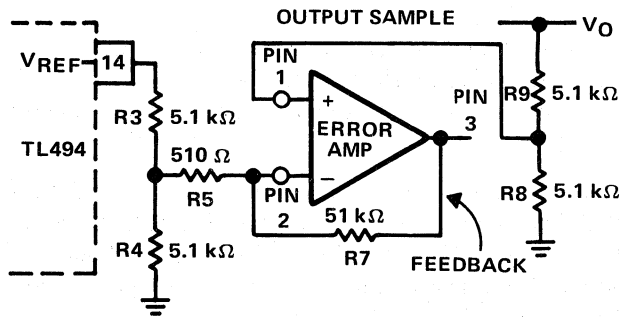 OUTPUT SAMPLE
VO
VREF
14
PIN
1
+
R3
5.1 kΩ
PIN
3
R9
5.1 kΩ
TL494
ERROR
AMP
510 Ω
R5
−
PIN
2
R8
5.1 kΩ
R4
5.1 kΩ
51 kΩ
R7
FEEDBACK